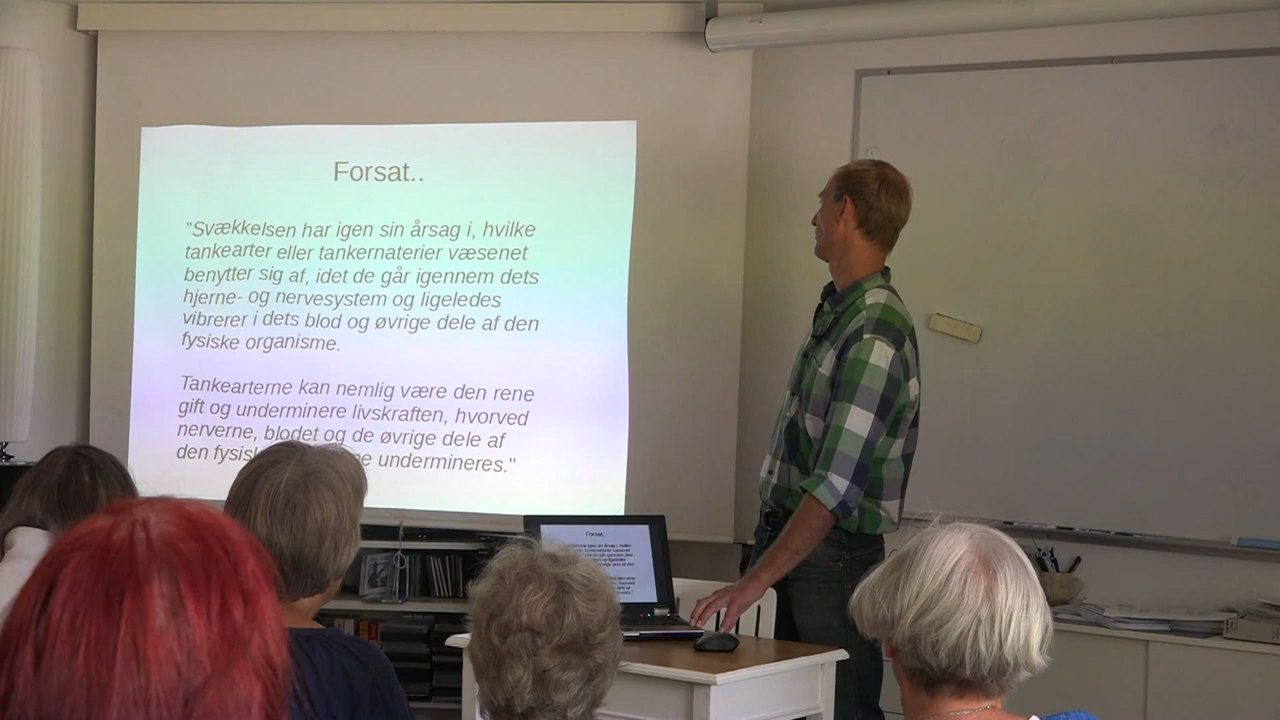 Forsat..
"Svækkelsen har igen sin årsag i, hvilke
tankearter eller tankernaterier væsenet
benytter sig af, idet de går igennem dets
hjerne- og nervesystem og ligeledes
vibrerer i dets blod og øvrige dele af den
fysiske organisme.
Tankearterne kan nemlig være den rene
gift og underminere livskraften, hvorved
nerverne, blodet og de øvrige dele af
den undermineres."
Forsat..